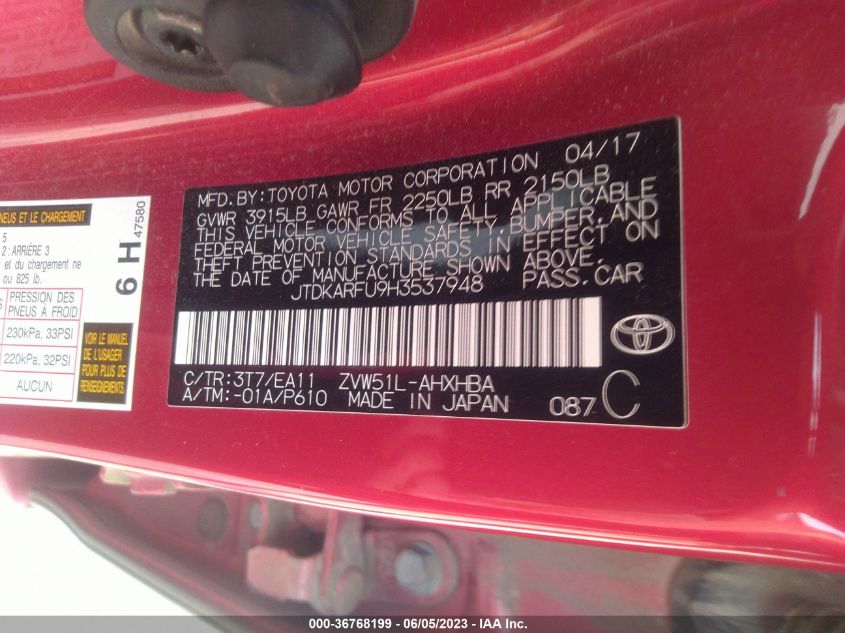 NEUS ET LE CHARGEMENT
5
2 : ARRIÈRE 3
et du chargement ne
ou 825 lb.
PRESSION DES
PNEUS À FROID
230kPa, 33PSI
220kPa, 32PSI
AUCUN
VOIR LE MANUEL
DE L'USAGER
POUR PLUS DE
RENSEIGNEMENTS
6 H
47580
MFD. BY: TOYOTA MOTOR CORPORATION 04/17
GVWR 3915LB GAWR FR 2250LB RR 2150LB
THIS VEHICLE CONFORMS TO ALL APPLICABLE
FEDERAL MOTOR VEHICLE SAFETY, BUMPER, AND
THEFT PREVENTION STANDARDS IN EFFECT ON
THE DATE OF MANUFACTURE SHOWN ABOVE.
JTDKARFU9H3537948 PASS. CAR
C/TR:3T7/EA11 ZVW51L-AHXHBA
A/TM:-01A/P610 MADE IN JAPAN 087 C
000-36768199 - 06/05/2023 - IAA Inc.